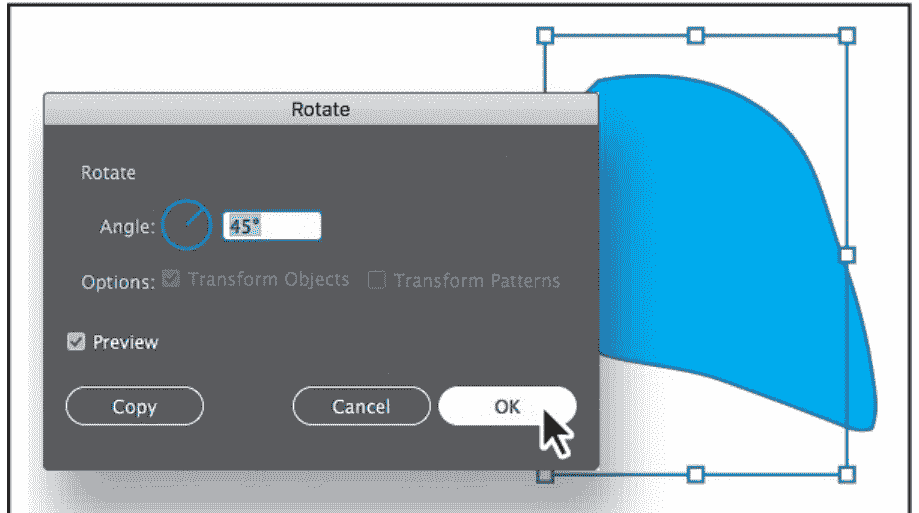 Rotate
Rotate
Angle: 45°
Options: Transform Objects Transform Patterns
Preview
Copy Cancel OK